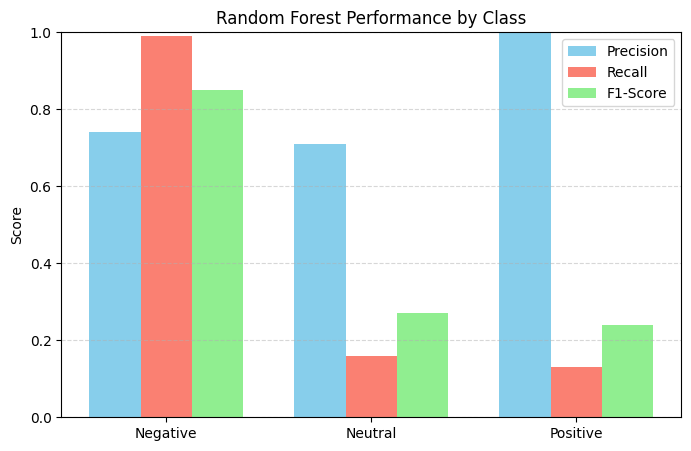 Random Forest Performance by Class
Precision
Recall
F1-Score
Score
1.0
0.8
0.6
0.4
0.2
0.0
Negative
Neutral
Positive